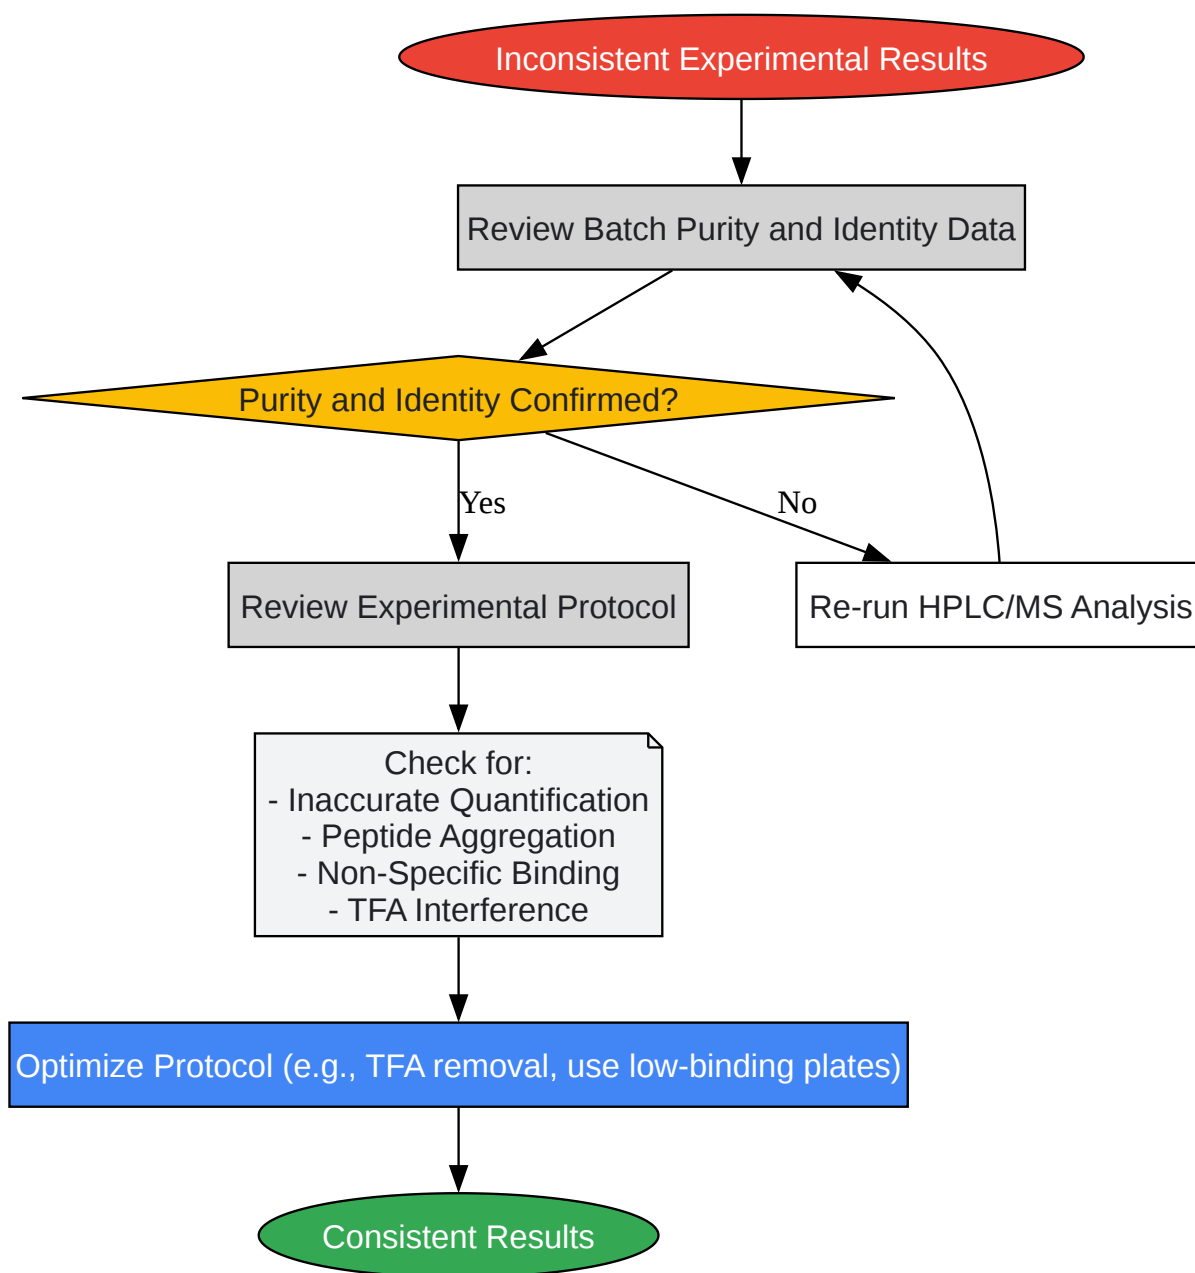 Inconsistent Experimental Results
Review Batch Purity and Identity Data
Purity and Identity Confirmed?
Yes
No
Review Experimental Protocol
Re-run HPLC/MS Analysis
Check for:
- Inaccurate Quantification
- Peptide Aggregation
- Non-Specific Binding
- TFA Interference
Optimize Protocol (e.g., TFA removal, use low-binding plates)
Consistent Results